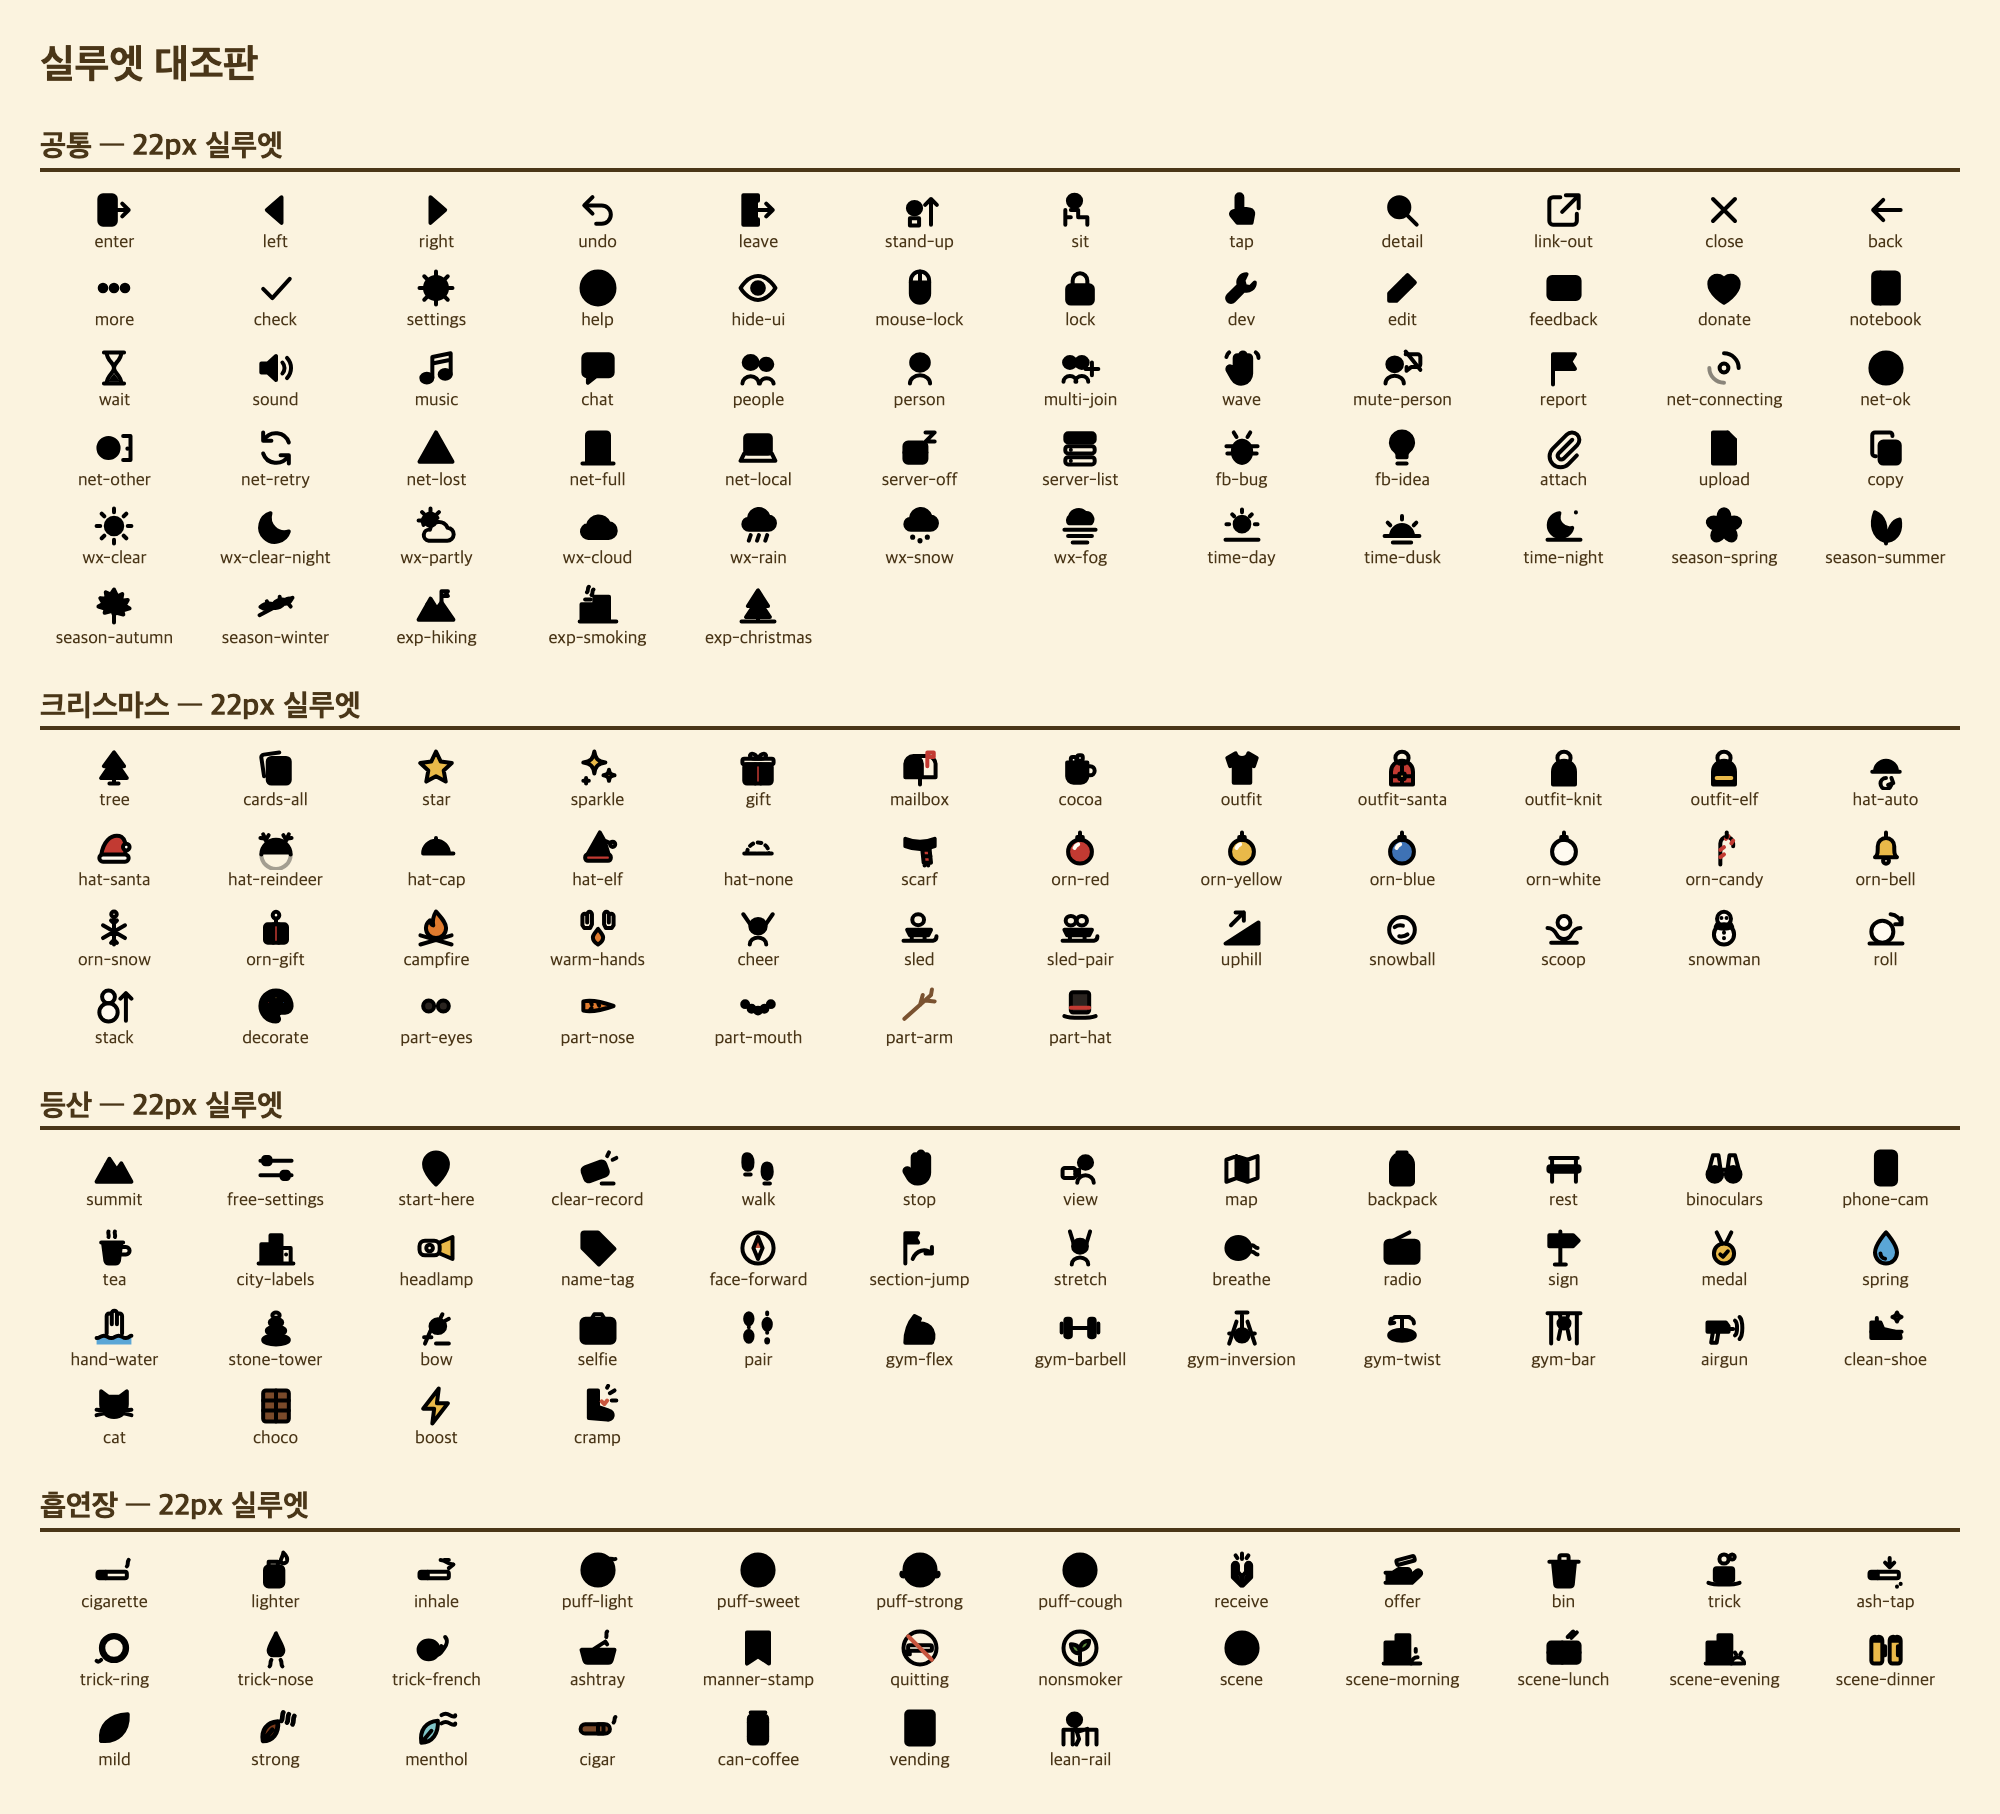 실루엣 대조판
공통 — 22px 실루엣
enter left right undo leave stand-up sit tap detail link-out close back
more check settings help hide-ui mouse-lock lock dev edit feedback donate notebook
wait sound music chat people person multi-join wave mute-person report net-connecting net-ok
net-other net-retry net-lost net-full net-local server-off server-list fb-bug fb-idea attach upload copy
wx-clear wx-clear-night wx-partly wx-cloud wx-rain wx-snow wx-fog time-day time-dusk time-night season-spring season-summer
season-autumn season-winter exp-hiking exp-smoking exp-christmas
크리스마스 — 22px 실루엣
tree cards-all star sparkle gift mailbox cocoa outfit outfit-santa outfit-knit outfit-elf hat-auto
hat-santa hat-reindeer hat-cap hat-elf hat-none scarf orn-red orn-yellow orn-blue orn-white orn-candy orn-bell
orn-snow orn-gift campfire warm-hands cheer sled sled-pair uphill snowball scoop snowman roll
stack decorate part-eyes part-nose part-mouth part-arm part-hat
등산 — 22px 실루엣
summit free-settings start-here clear-record walk stop view map backpack rest binoculars phone-cam
tea city-labels headlamp name-tag face-forward section-jump stretch breathe radio sign medal spring
hand-water stone-tower bow selfie pair gym-flex gym-barbell gym-inversion gym-twist gym-bar airgun clean-shoe
cat choco boost cramp
흡연장 — 22px 실루엣
cigarette lighter inhale puff-light puff-sweet puff-strong puff-cough receive offer bin trick ash-tap
trick-ring trick-nose trick-french ashtray manner-stamp quitting nonsmoker scene scene-morning scene-lunch scene-evening scene-dinner
mild strong menthol cigar can-coffee vending lean-rail